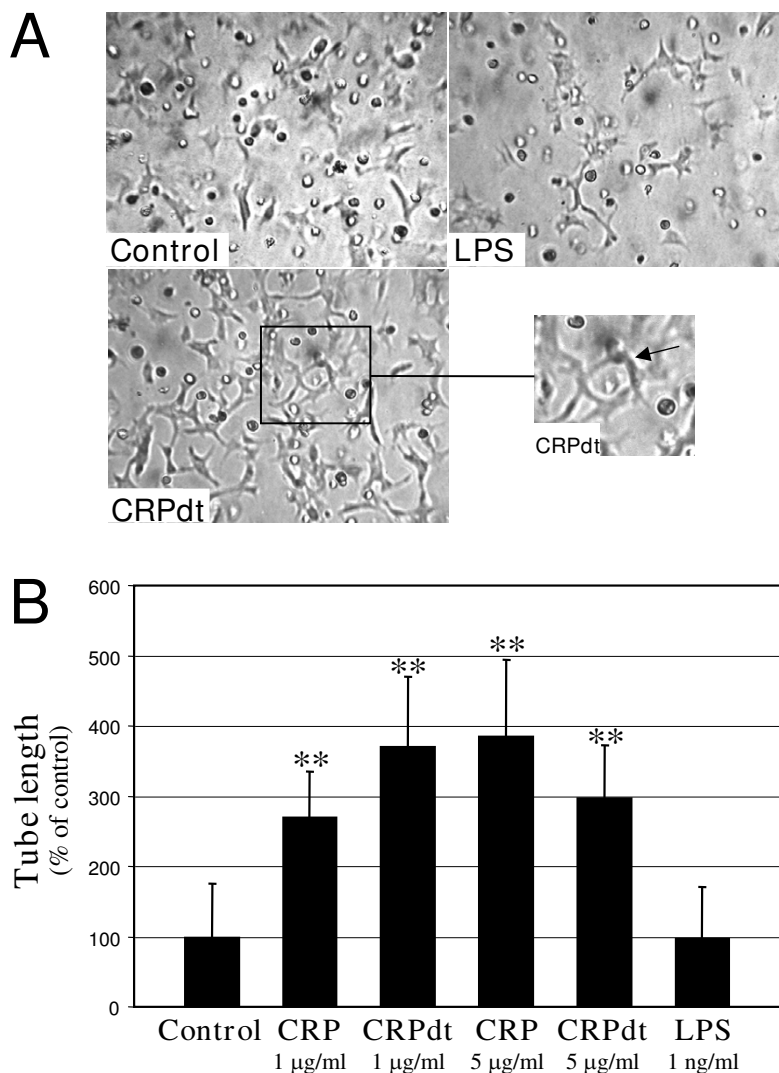 A
Control
LPS
CRPdt
CRPdt
B
Tube length
(% of control)
600
500
400
300
200
100
0
**
**
**
**
Control CRP CRPdt CRP CRPdt LPS
1 μg/ml 1 μg/ml 5 μg/ml 5 μg/ml 1 ng/ml